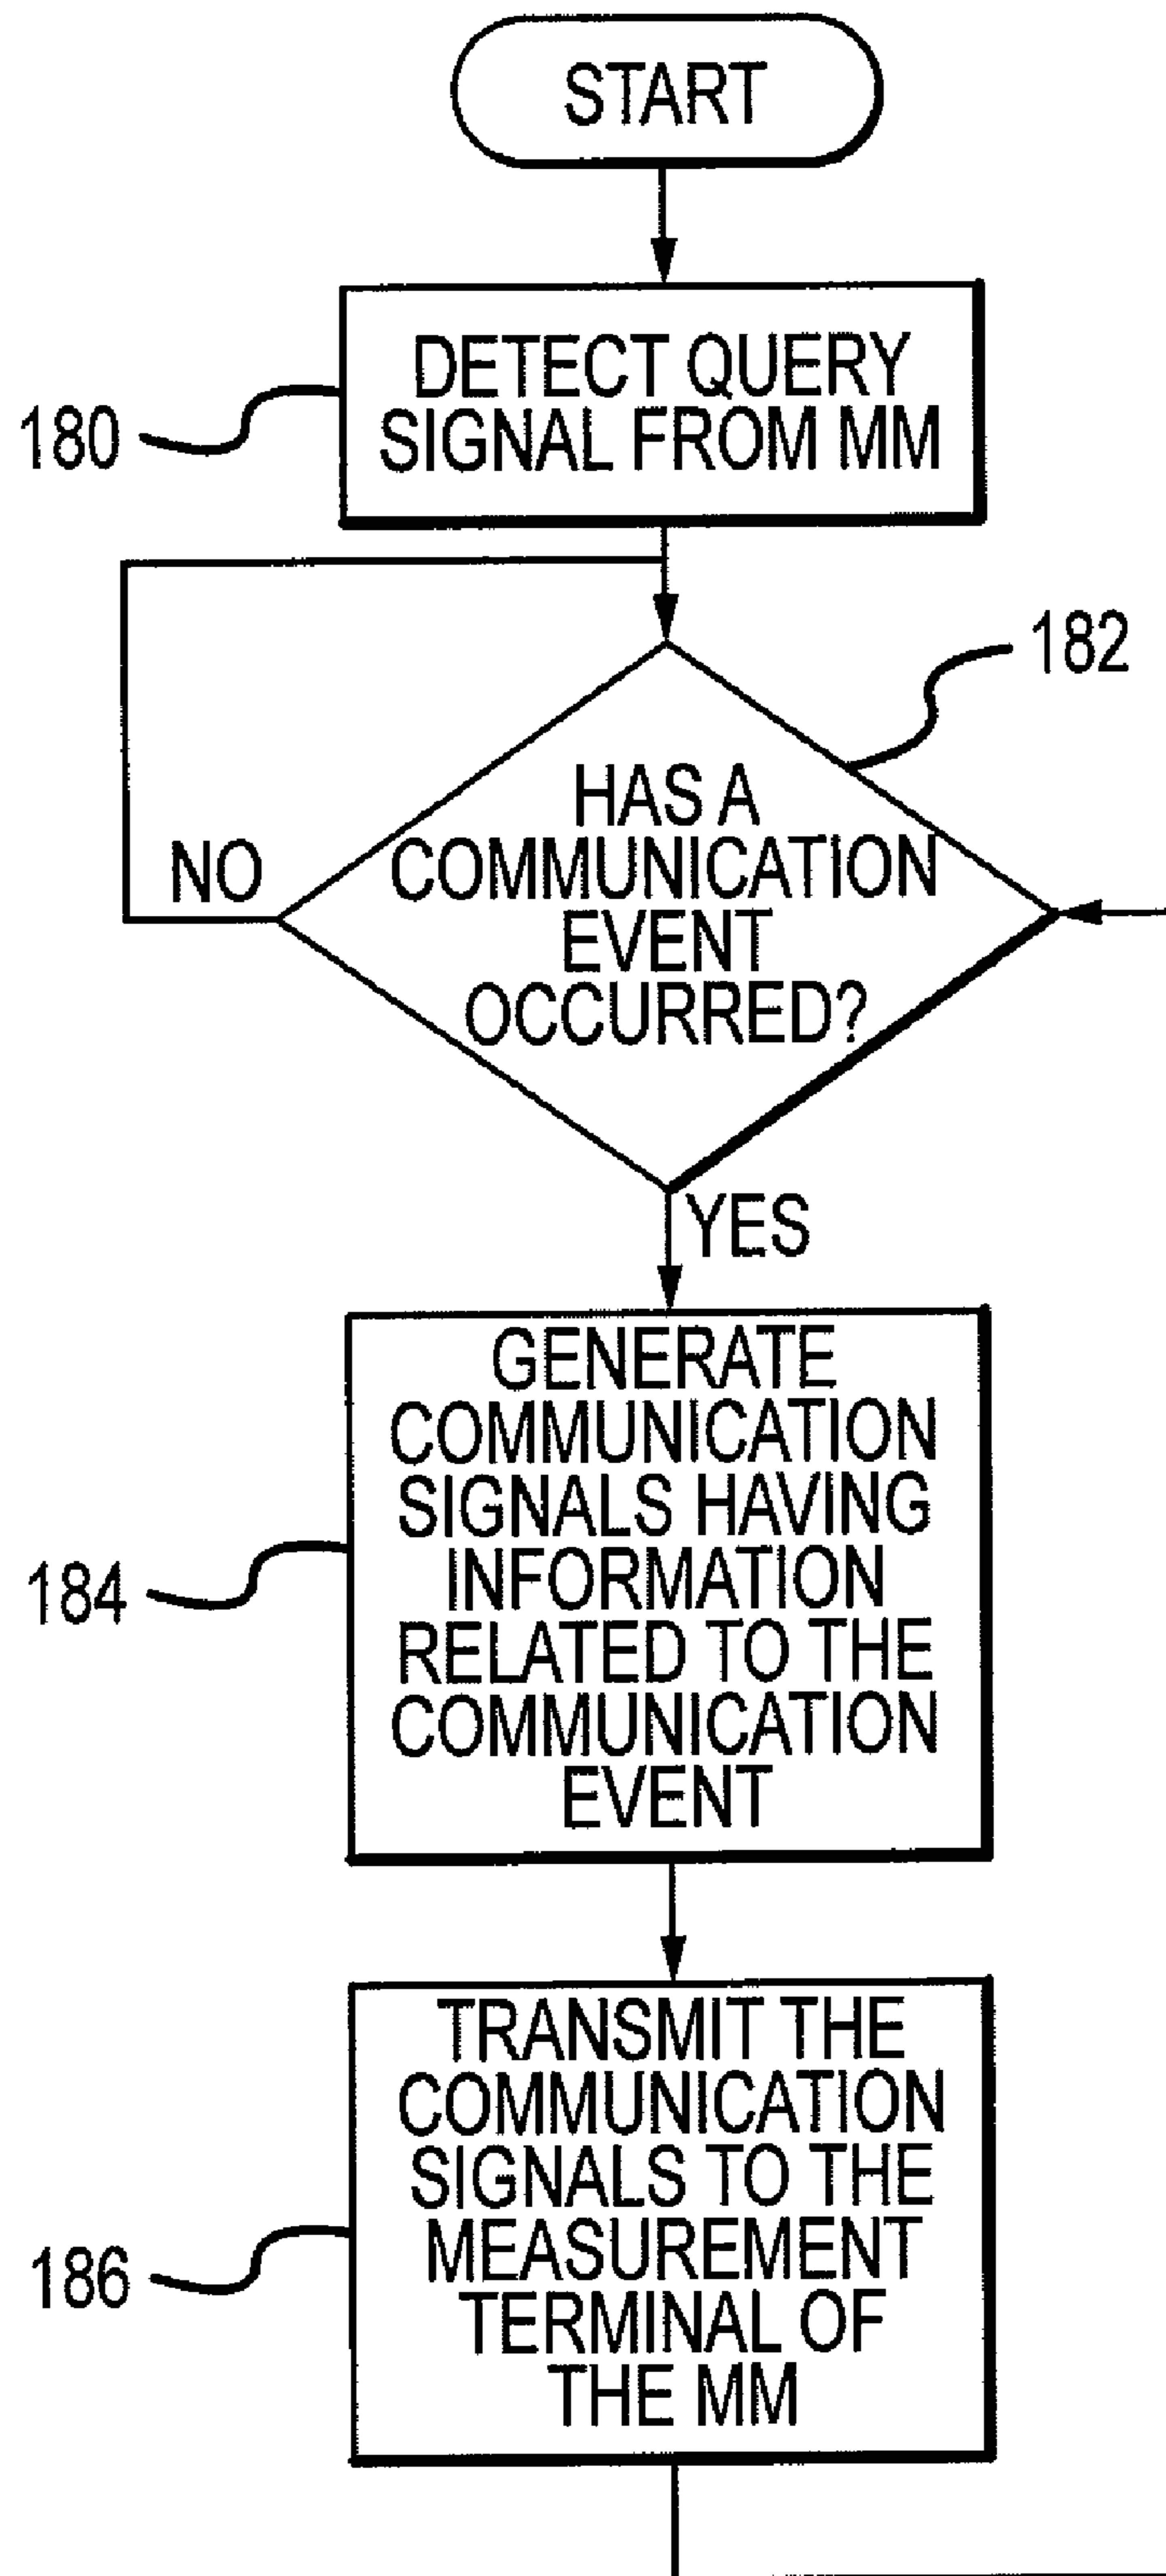 START
DETECT QUERY
SIGNAL FROM MM
180
182
HAS A
COMMUNICATION
EVENT
OCCURRED?
NO
YES
GENERATE
COMMUNICATION
SIGNALS HAVING
INFORMATION
RELATED TO THE
COMMUNICATION
EVENT
184
TRANSMIT THE
COMMUNICATION
SIGNALS TO THE
MEASUREMENT
TERMINAL OF
THE MM
186